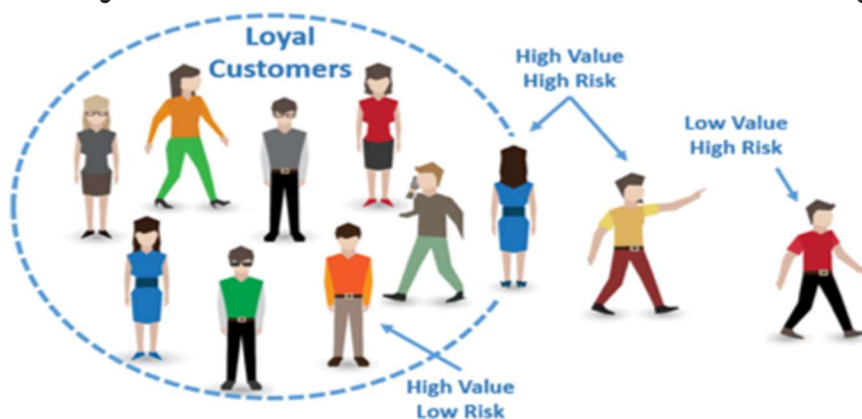 Loyal
Customers
High Value
High Risk
Low Value
High Risk
High Value
Low Risk